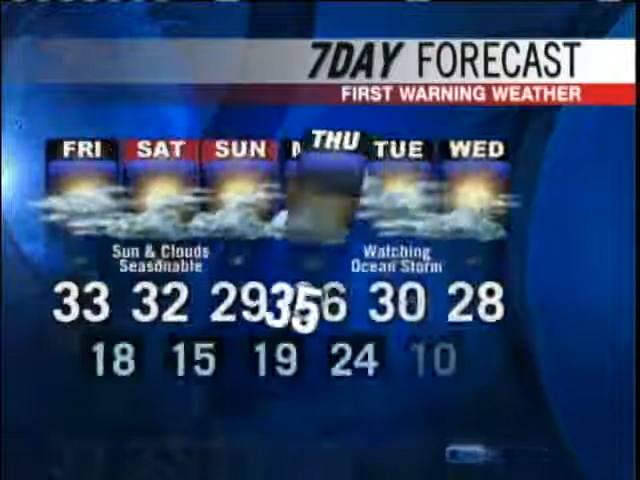 7DAY FORECAST
FIRST WARNING WEATHER
FRI SAT SUN THU TUE WED
Sun & Clouds
Seasonable
Watching
Ocean Storm
33 32 29 35 6 30 28
18 15 19 24 10